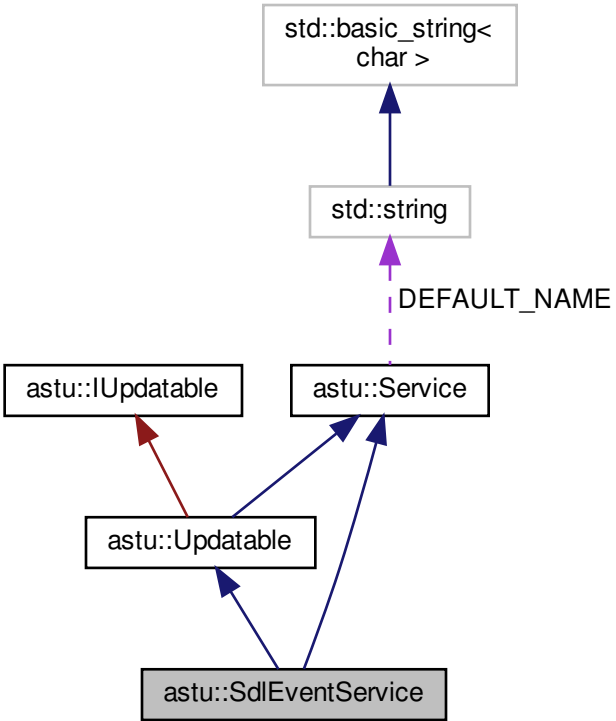 std::basic_string<
char >
std::string
DEFAULT_NAME
astu::IUpdatable
astu::Service
astu::Updatable
astu::SdlEventService